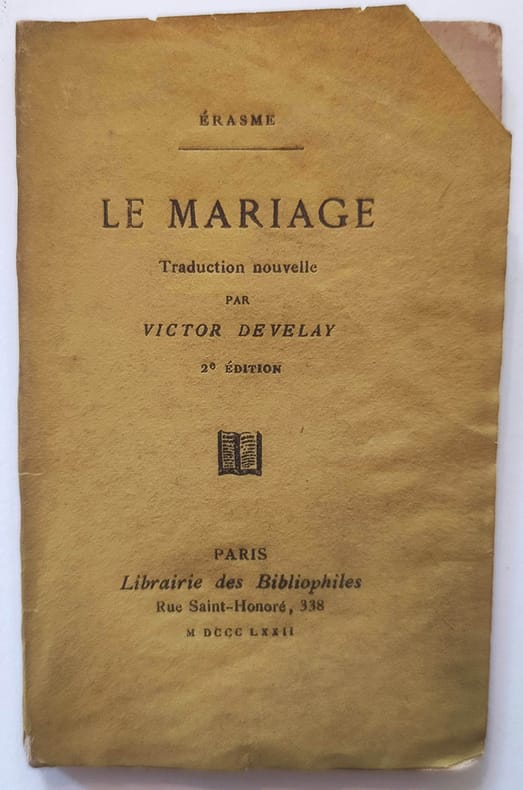 ÉRASME
LE MARIAGE
Traduction nouvelle
PAR
VICTOR DEVELAY
2e ÉDITION
PARIS
Librairie des Bibliophiles
Rue Saint-Honoré, 338
M DCCC LXXII